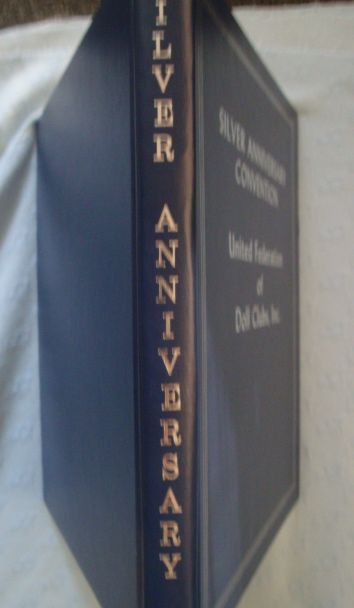 ILVER ANNIVERSARY
SILVER ANNIVERSARY
CONVENTION
United Federation
of
Doll Clubs, Inc.